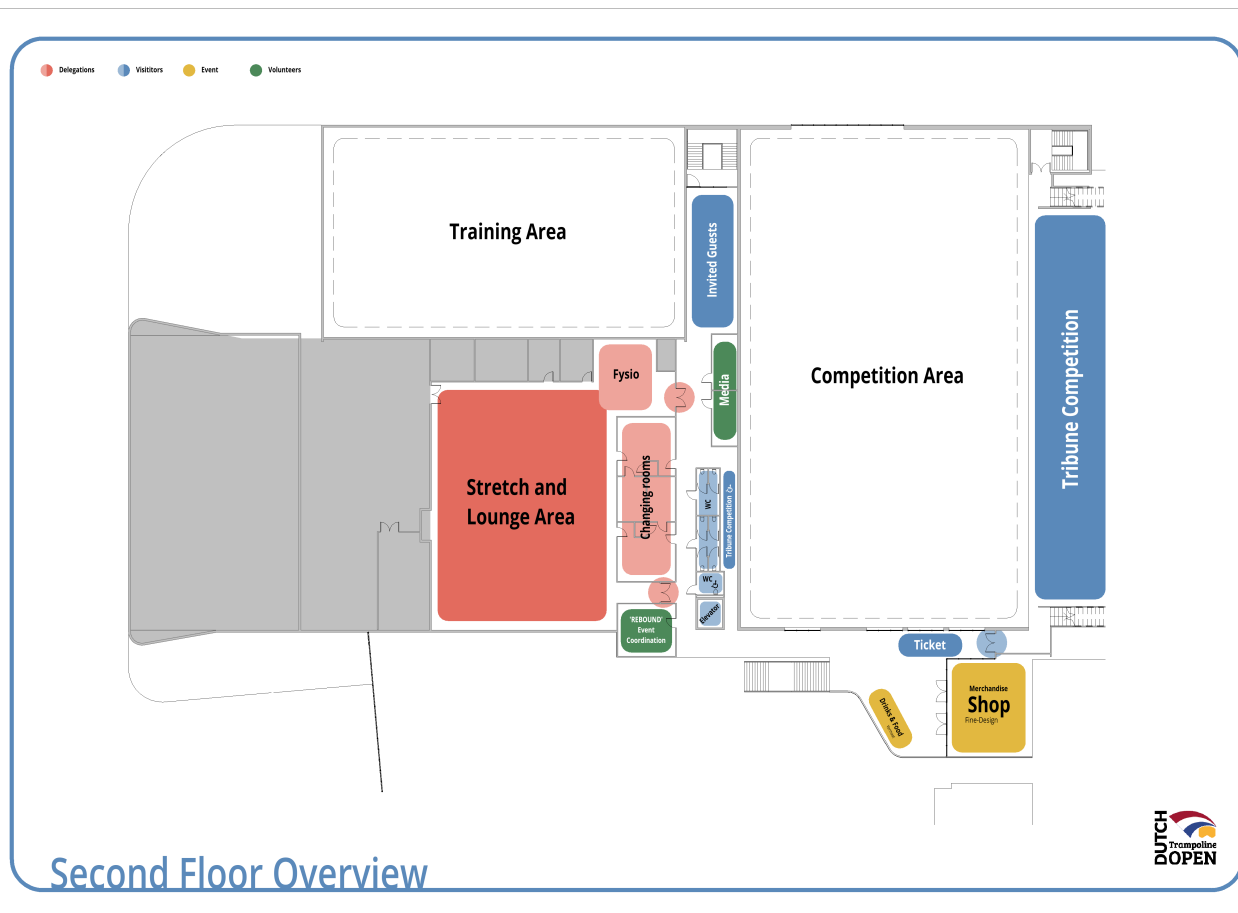 Delegations
Visititors
Event
Volunteers
Training Area
Invited Guests
Competition Area
Tribune Competition
Fysio
Media
Stretch and
Lounge Area
Changing rooms
WC
Tribune Competition
WC
Elevator
'REBOUND'
Event
Coordination
Ticket
Merchandise
Shop
Fine-Design
Drinks & Food
DUTCH
Trampoline
OPEN
Second Floor Overview